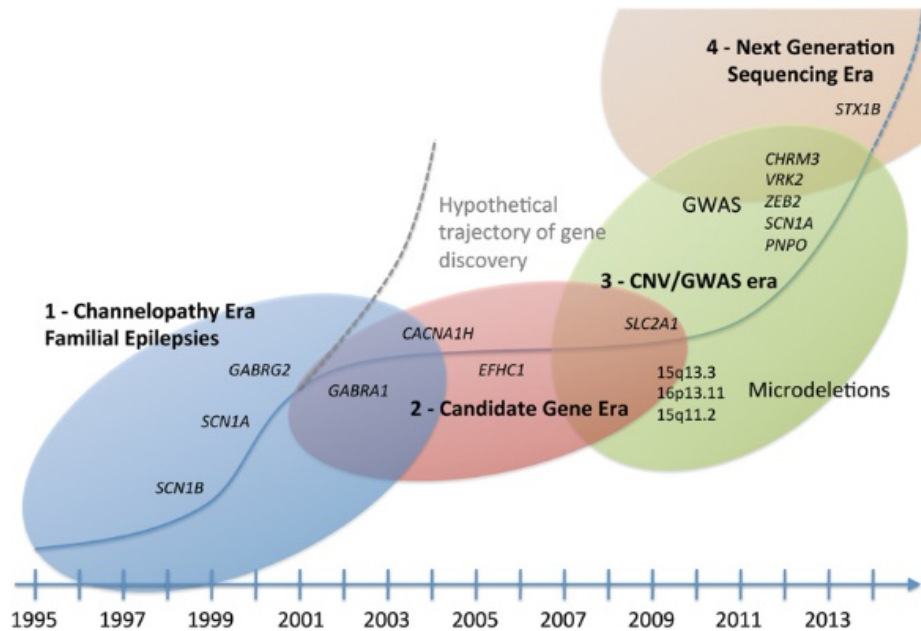 4 - Next Generation
Sequencing Era
STX1B
CHRM3
VRK2
GWAS
ZEB2
SCN1A
PNPO
Hypothetical
trajectory of gene
discovery
3 - CNV/GWAS era
1 - Channelopathy Era
Familial Epilepsies
CACNA1H
SLC2A1
GABRG2
EFHC1
GABRA1
15q13.3
16p13.11
15q11.2
Microdeletions
2 - Candidate Gene Era
SCN1A
SCN1B
1995 1997 1999 2001 2003 2005 2007 2009 2011 2013